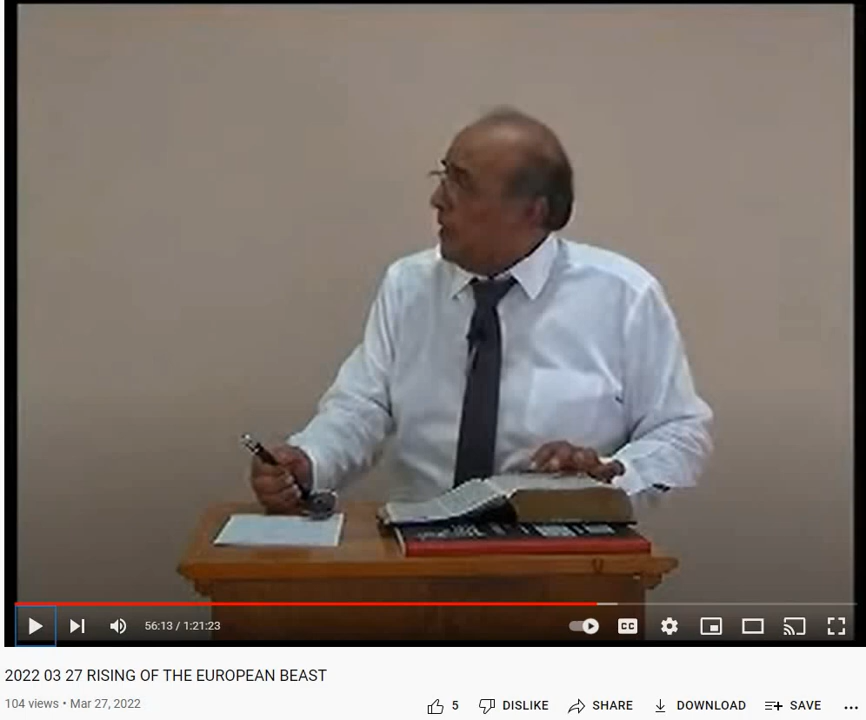 56:13 / 1:21:23
CC
2022 03 27 RISING OF THE EUROPEAN BEAST
104 views • Mar 27, 2022
5 DISLIKE SHARE DOWNLOAD SAVE ...